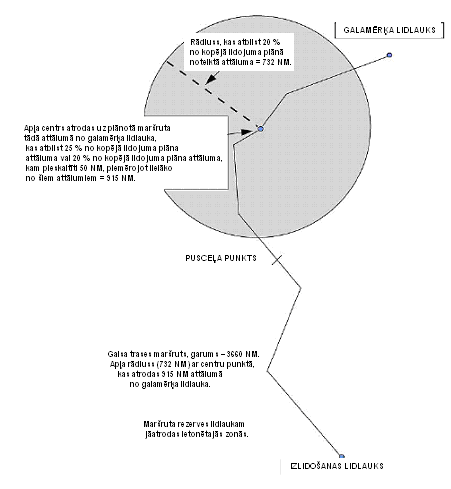 GALAMĒRĶA LIDLAUKS
Rādiuss, kas atbilst 20 %
no kopējā lidojuma plānā
noteiktā attāluma = 732 NM.
Apļa centrs atrodas uz plānotā maršruta
tādā attālumā no galamērķa lidlauka,
kas atbilst 25 % no kopējā lidojuma plāna
attāluma vai 20 % no kopējā lidojuma plāna attāluma,
kam pieskaitīti 50 NM, piemērojot lielāko
no šiem attālumiem = 915 NM.
PUSCEĻA PUNKTS
Gaisa trases maršruts, garums – 3660 NM.
Apļa rādiuss (732 NM) ar centru punktā,
kas atrodas 915 NM attālumā
no galamērķa lidlauka.
Maršruta rezerves lidlaukam
jāatrodas ietonētajās zonās.
IZLIDOŠANAS LIDLAUKS